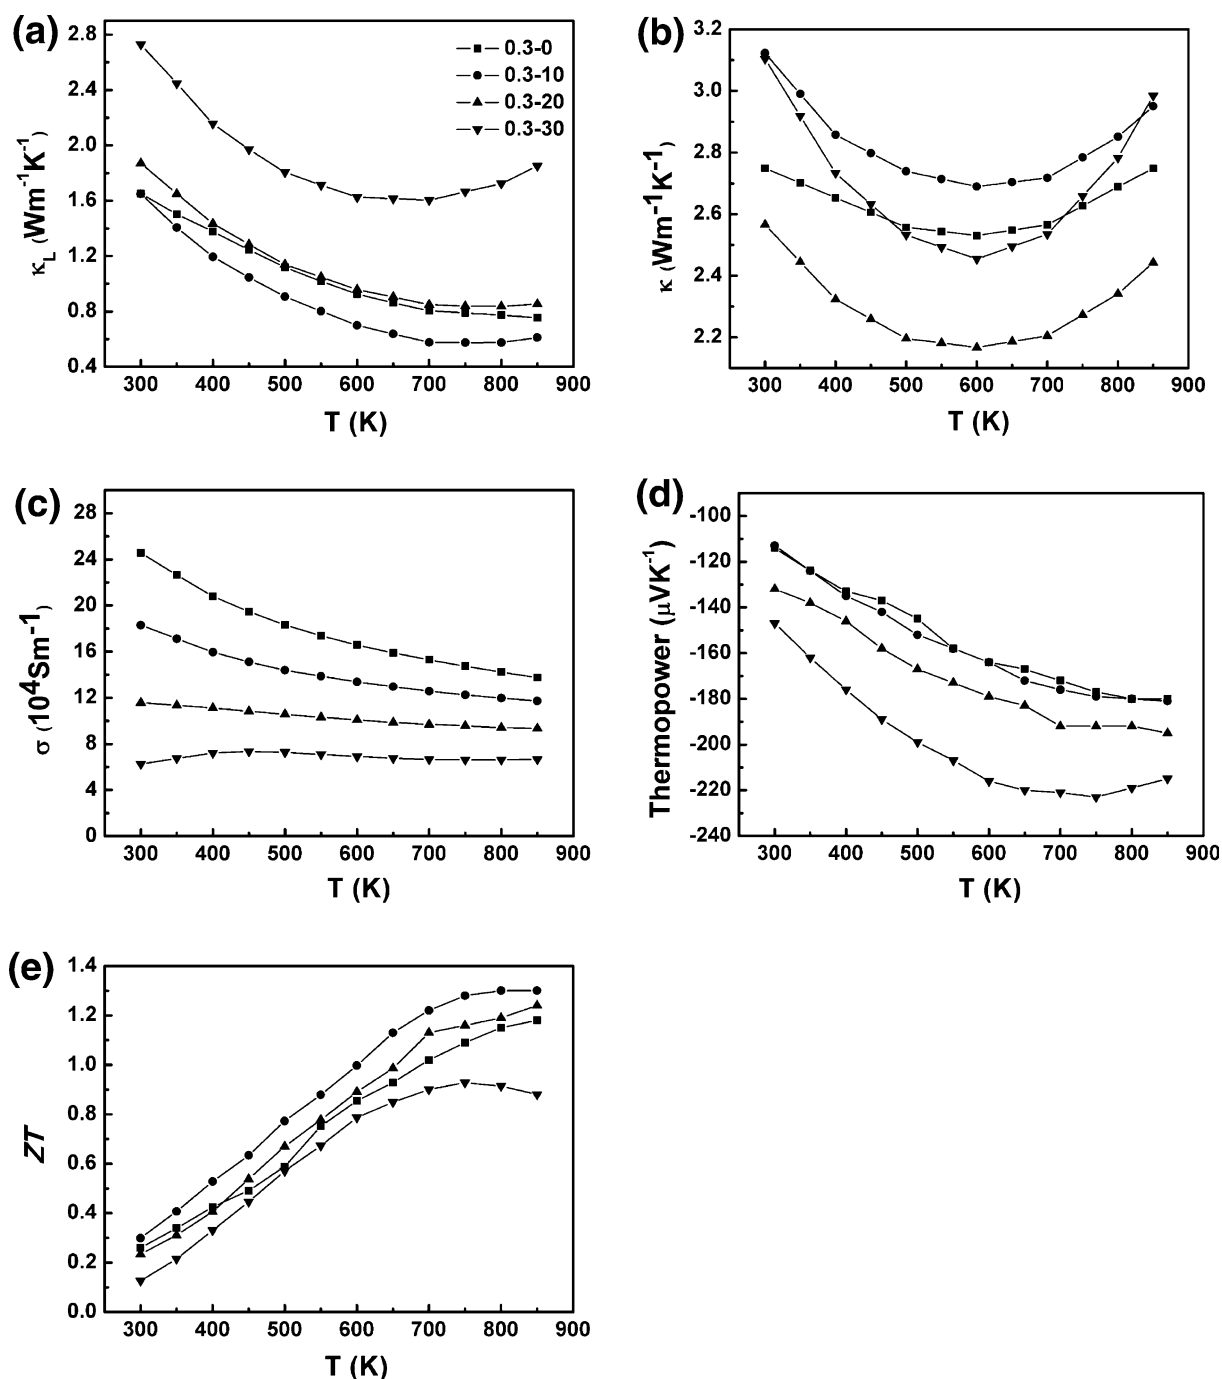 (a)
2.8
2.4
2.0
1.6
1.2
0.8
0.4
κL (Wm-1K-1)
0.3-0
0.3-10
0.3-20
0.3-30
300 400 500 600 700 800 900
T (K)
(b)
3.2
3.0
2.8
2.6
2.4
2.2
κ (Wm-1K-1)
300 400 500 600 700 800 900
T (K)
(c)
28
24
20
16
12
8
4
0
σ (10⁴Sm-1)
300 400 500 600 700 800 900
T (K)
(d)
-100
-120
-140
-160
-180
-200
-220
-240
Thermopower (μVK-1)
300 400 500 600 700 800 900
T (K)
(e)
1.4
1.2
1.0
0.8
0.6
0.4
0.2
0.0
ZT
300 400 500 600 700 800 900
T (K)